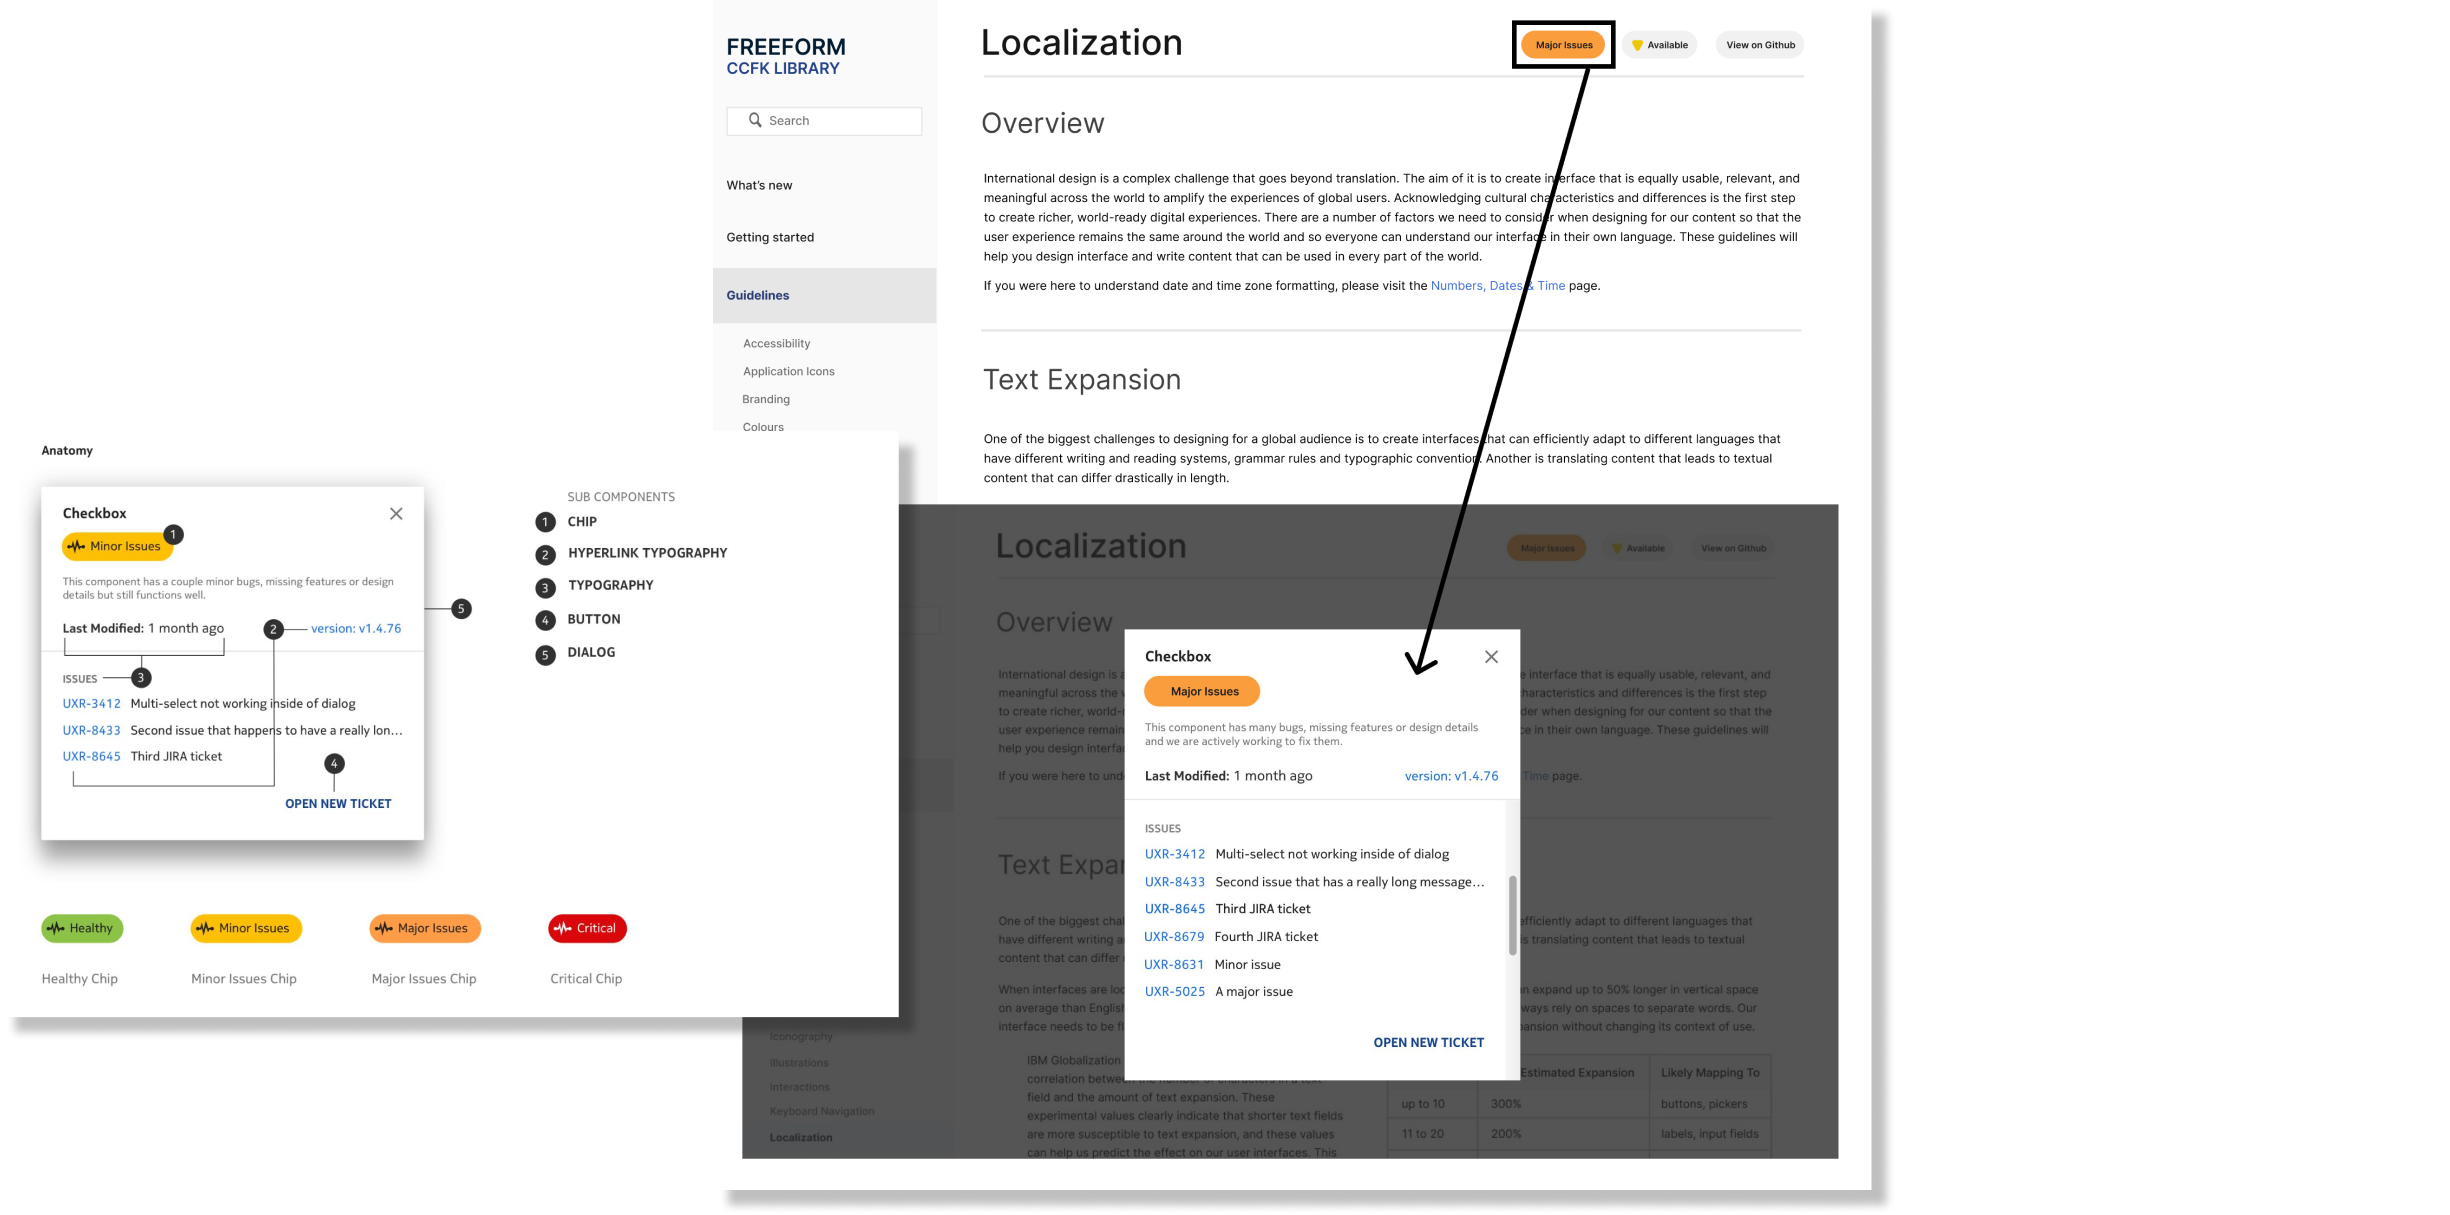 FREEFORM
CCFK LIBRARY
Search
What's new
Getting started
Guidelines
Accessibility
Application Icons
Branding
Colours
Localization
Major Issues
Available
View on Github
Overview
International design is a complex challenge that goes beyond translation. The aim of it is to create interface that is equally usable, relevant, and
meaningful across the world to amplify the experiences of global users. Acknowledging cultural characteristics and differences is the first step
to create richer, world-ready digital experiences. There are a number of factors we need to consider when designing for our content so that the
user experience remains the same around the world and so everyone can understand our interface in their own language. These guidelines will
help you design interface and write content that can be used in every part of the world.
If you were here to understand date and time zone formatting, please visit the Numbers, Dates & Time page.
Text Expansion
One of the biggest challenges to designing for a global audience is to create interfaces that can efficiently adapt to different languages that
have different writing and reading systems, grammar rules and typographic convention. Another is translating content that leads to textual
content that can differ drastically in length.
Anatomy
Checkbox
Minor Issues
1
This component has a couple minor bugs, missing features or design
details but still functions well.
Last Modified: 1 month ago
2
version: v1.4.76
5
ISSUES
3
UXR-3412 Multi-select not working inside of dialog
UXR-8433 Second issue that happens to have a really lon...
UXR-8645 Third JIRA ticket
4
OPEN NEW TICKET
SUB COMPONENTS
1 CHIP
2 HYPERLINK TYPOGRAPHY
3 TYPOGRAPHY
4 BUTTON
5 DIALOG
Healthy
Minor Issues
Major Issues
Critical
Healthy Chip
Minor Issues Chip
Major Issues Chip
Critical Chip
Localization
Major Issues
Available
View on Github
Overview
International design is
interface that is equally usable, relevant, and
meaningful across the
characteristics and differences is the first step
to create richer, world-
der when designing for our content so that the
user experience remain
e in their own language. These guidelines will
help you design interfa
If you were here to und
Time page.
Text Expa
One of the biggest chal
efficiently adapt to different languages that
have different writing a
is translating content that leads to textual
content that can differ
When interfaces are loc
n expand up to 50% longer in vertical space
on average than Englis
ways rely on spaces to separate words. Our
interface needs to be fl
ansion without changing its context of use.
Checkbox
Major Issues
This component has many bugs, missing features or design details
and we are actively working to fix them.
Last Modified: 1 month ago
version: v1.4.76
ISSUES
UXR-3412 Multi-select not working inside of dialog
UXR-8433 Second issue that has a really long message...
UXR-8645 Third JIRA ticket
UXR-8679 Fourth JIRA ticket
UXR-8631 Minor issue
UXR-5025 A major issue
OPEN NEW TICKET
Iconography
Illustrations
Interactions
Keyboard Navigation
Localization
IBM Globalization
correlation between the number of characters in a text
field and the amount of text expansion. These
experimental values clearly indicate that shorter text fields
are more susceptible to text expansion, and these values
can help us predict the effect on our user interfaces. This
Estimated Expansion
Likely Mapping To
up to 10
300%
buttons, pickers
11 to 20
200%
labels, input fields